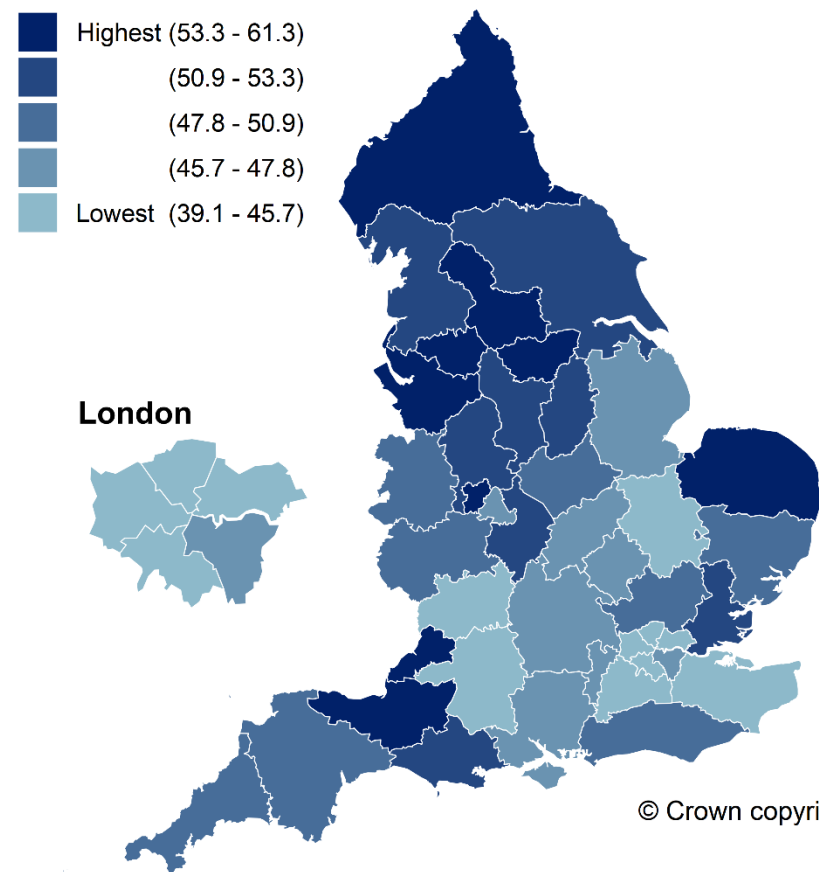 Highest (53.3 - 61.3)
(50.9 - 53.3)
(47.8 - 50.9)
(45.7 - 47.8)
Lowest (39.1 - 45.7)
London
© Crown copyri